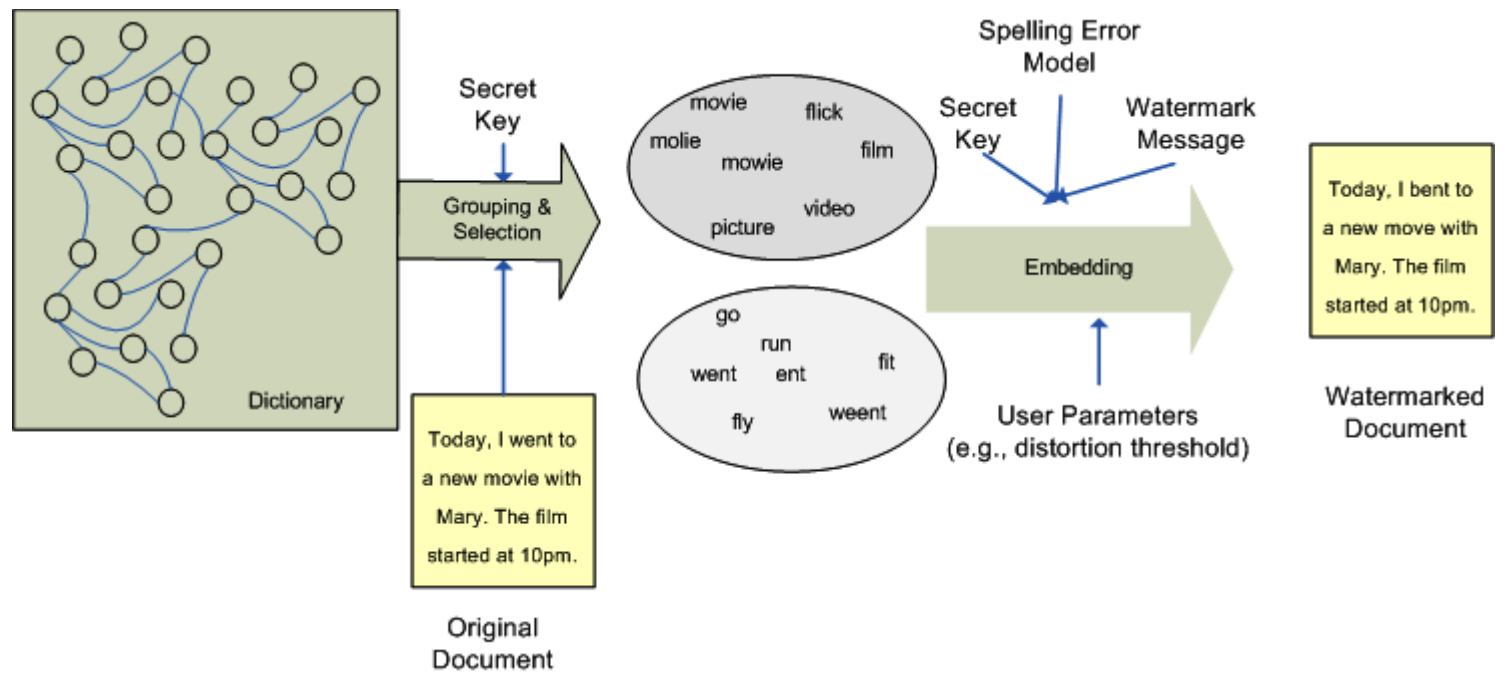 Dictionary
Secret
Key
Grouping &
Selection
Today, I went to
a new movie with
Mary. The film
started at 10pm.
Original
Document
movie
flick
molie
mowie
film
video
picture
go
run
fit
went
ent
weent
fly
Spelling Error
Model
Secret
Key
Watermark
Message
Embedding
User Parameters
(e.g., distortion threshold)
Today, I bent to
a new move with
Mary. The film
started at 10pm.
Watermarked
Document